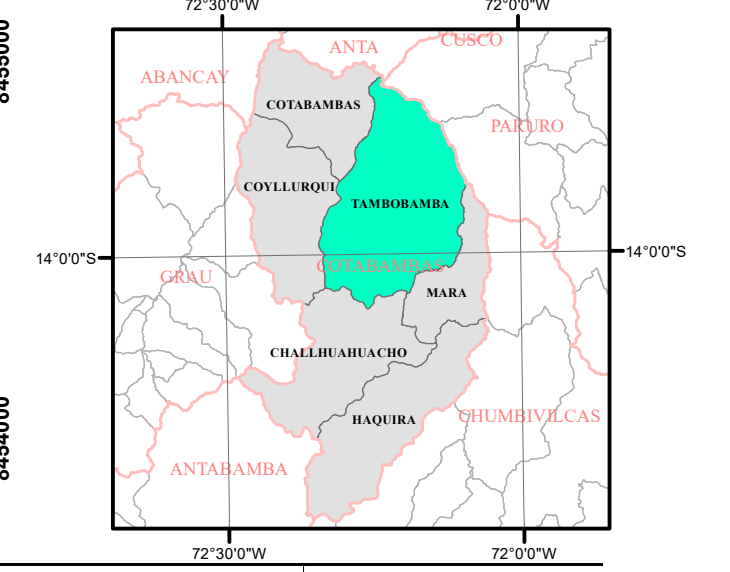 72°30'0"W
72°0'0"W
8455000
ANTA
CUSCO
ABANCAY
COTABAMBAS
PARURO
COYLLURQUI
TAMBOBAMBA
14°0'0"S
14°0'0"S
COTABAMBAS
GRAU
MARA
CHALLHUAHUACHO
8454000
HAQUIRA
CHUMBIVILCAS
ANTABAMBA
72°30'0"W
72°0'0"W